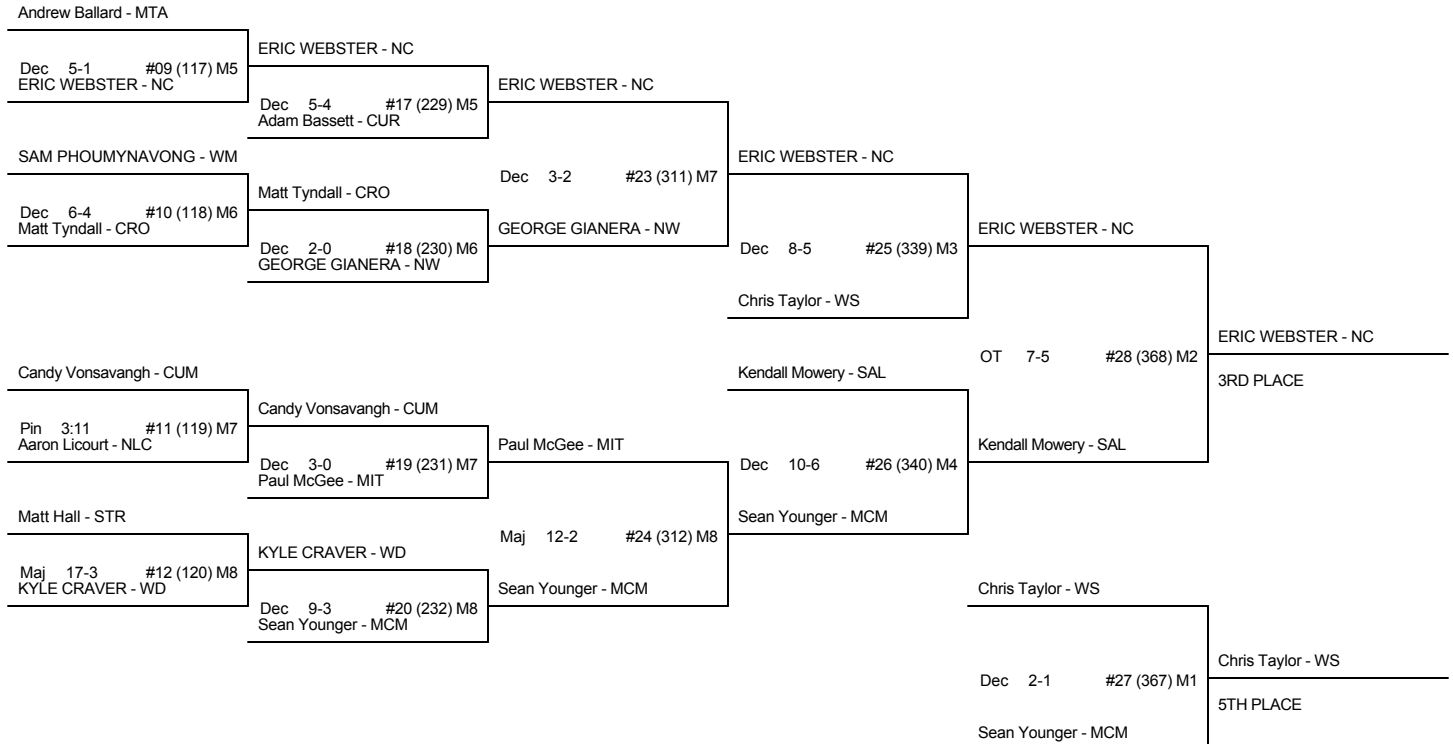 Andrew Ballard - MTA
ERIC WEBSTER - NC
Dec 5-1 #09 (117) M5
ERIC WEBSTER - NC
ERIC WEBSTER - NC
Dec 5-4 #17 (229) M5
Adam Bassett - CUR
SAM PHOUMYNAVONG - WM
ERIC WEBSTER - NC
Dec 3-2 #23 (311) M7
Matt Tyndall - CRO
Dec 6-4 #10 (118) M6
Matt Tyndall - CRO
GEORGE GIANERA - NW
ERIC WEBSTER - NC
Dec 2-0 #18 (230) M6
GEORGE GIANERA - NW
Dec 8-5 #25 (339) M3
Chris Taylor - WS
ERIC WEBSTER - NC
OT 7-5 #28 (368) M2
Candy Vonsavangh - CUM
Kendall Mowery - SAL
3RD PLACE
Candy Vonsavangh - CUM
Pin 3:11 #11 (119) M7
Aaron Licourt - NLC
Paul McGee - MIT
Kendall Mowery - SAL
Dec 3-0 #19 (231) M7
Paul McGee - MIT
Dec 10-6 #26 (340) M4
Matt Hall - STR
Sean Younger - MCM
Maj 12-2 #24 (312) M8
KYLE CRAVER - WD
Maj 17-3 #12 (120) M8
KYLE CRAVER - WD
Sean Younger - MCM
Chris Taylor - WS
Dec 9-3 #20 (232) M8
Sean Younger - MCM
Chris Taylor - WS
Dec 2-1 #27 (367) M1
5TH PLACE
Sean Younger - MCM